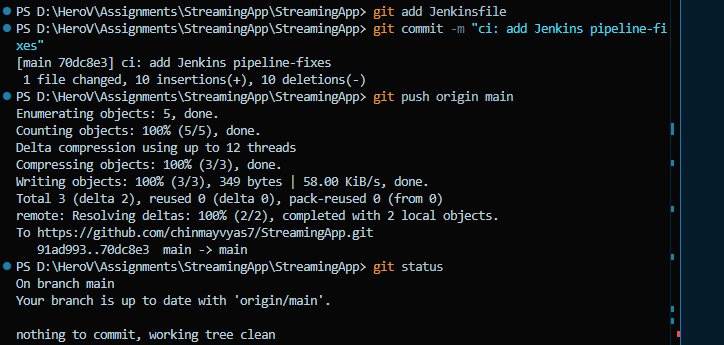 PS D:\HeroV\Assignments\StreamingApp\StreamingApp> git add Jenkinsfile
PS D:\HeroV\Assignments\StreamingApp\StreamingApp> git commit -m "ci: add Jenkins pipeline-fi
xes"
[main 70dc8e3] ci: add Jenkins pipeline-fixes
 1 file changed, 10 insertions(+), 10 deletions(-)
PS D:\HeroV\Assignments\StreamingApp\StreamingApp> git push origin main
Enumerating objects: 5, done.
Counting objects: 100% (5/5), done.
Delta compression using up to 12 threads
Compressing objects: 100% (3/3), done.
Writing objects: 100% (3/3), 349 bytes | 58.00 KiB/s, done.
Total 3 (delta 2), reused 0 (delta 0), pack-reused 0 (from 0)
remote: Resolving deltas: 100% (2/2), completed with 2 local objects.
To https://github.com/chinmayvyas7/StreamingApp.git
   91ad993..70dc8e3  main -> main
PS D:\HeroV\Assignments\StreamingApp\StreamingApp> git status
On branch main
Your branch is up to date with 'origin/main'.

nothing to commit, working tree clean